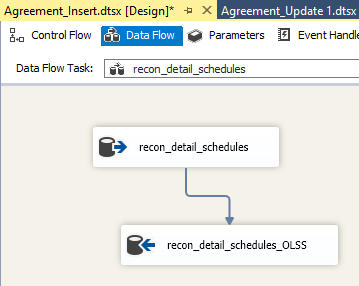 Agreement_Insert.dtsx [Design]*
Agreement_Update 1.dtsx
Control Flow
Data Flow
Parameters
Event Handle
Data Flow Task:
recon_detail_schedules
recon_detail_schedules
recon_detail_schedules_OLSS